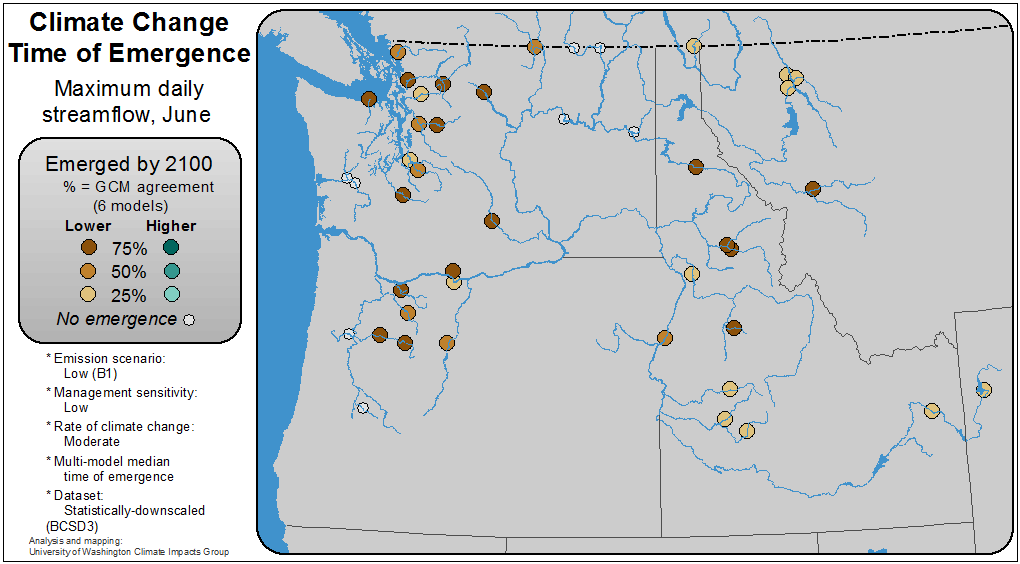 Climate Change
Time of Emergence
Maximum daily
streamflow, June
Emerged by 2100
% = GCM agreement
(6 models)
Lower Higher
75%
50%
25%
No emergence
* Emission scenario:
Low (B1)
* Management sensitivity:
Low
* Rate of climate change:
Moderate
* Multi-model median
time of emergence
* Dataset:
Statistically-downscaled
(BCSD3)
Analysis and mapping:
University of Washington Climate Impacts Group